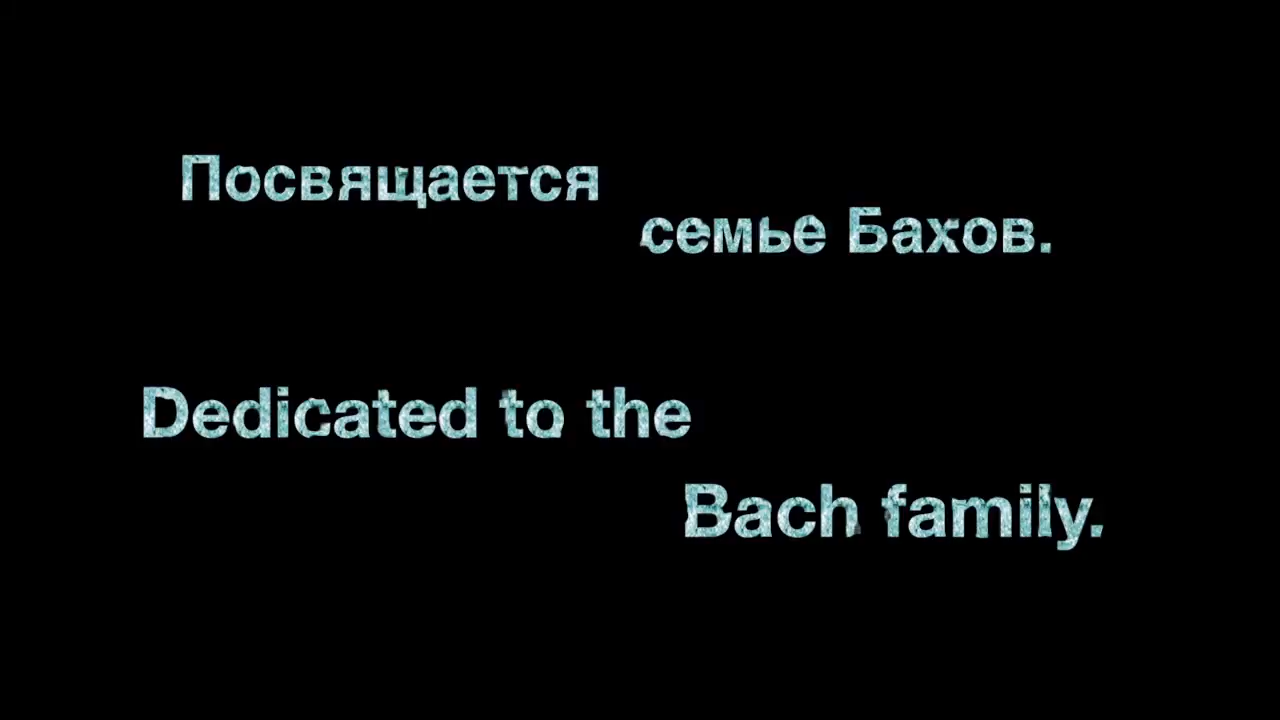 Посвящается
семье Бахов.
Dedicated to the
Bach family.